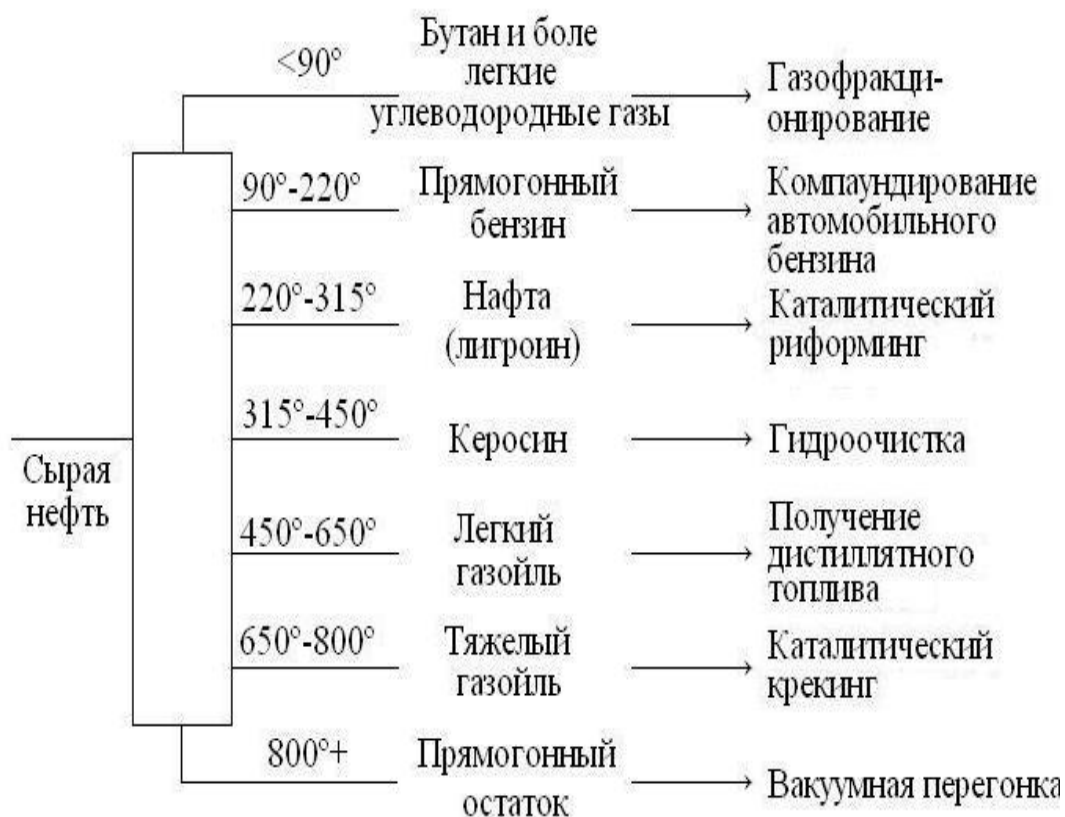 <90°
Бутан и боле
легкие
углеводородные газы
Газофракци-
онирование
90°-220°
Прямогонный
бензин
Компаундирование
автомобильного
бензина
220°-315°
Нафта
(лигроин)
Каталитический
риформинг
315°-450°
Керосин
Гидроочистка
Сырая
нефть
450°-650°
Легкий
газойль
Получение
дистиллятного
топлива
650°-800°
Тяжелый
газойль
Каталитический
крекинг
800°+
Прямогонный
остаток
Вакуумная перегонка